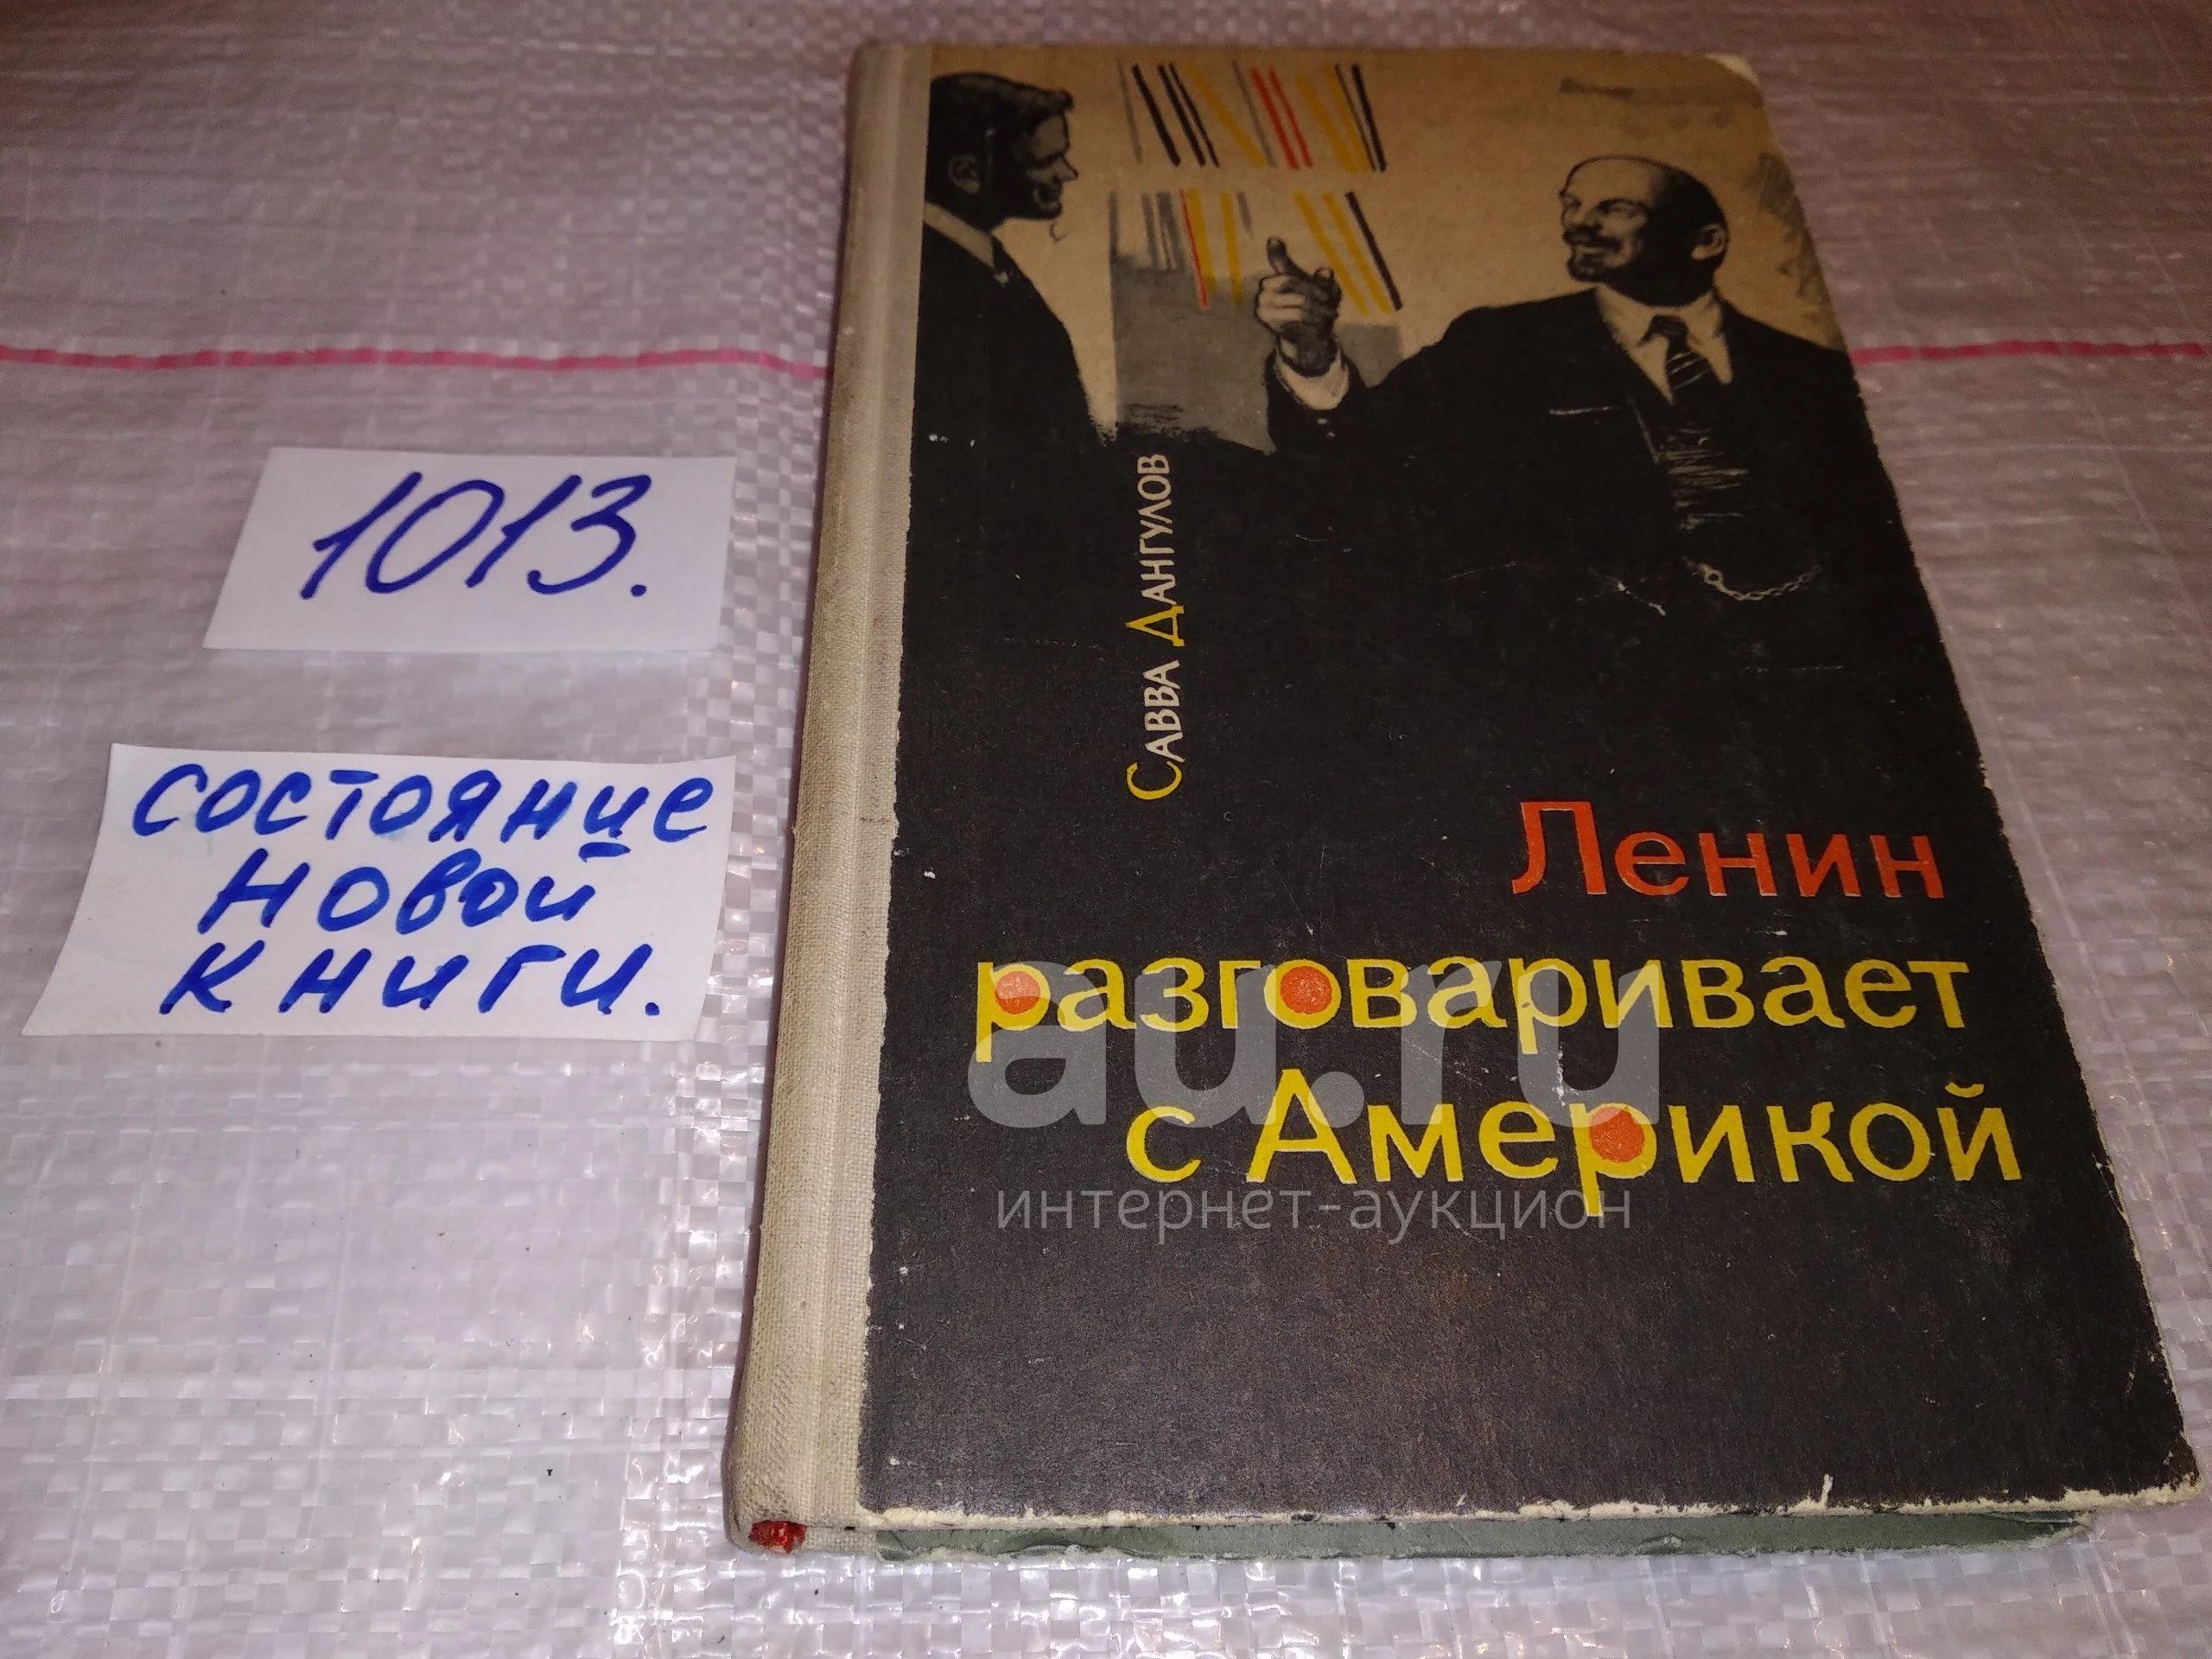 1013.
состояние
новой
книги.
Савва Дангулов
Ленин
разговаривает
с Америкой
au.ru
интернет-аукцион